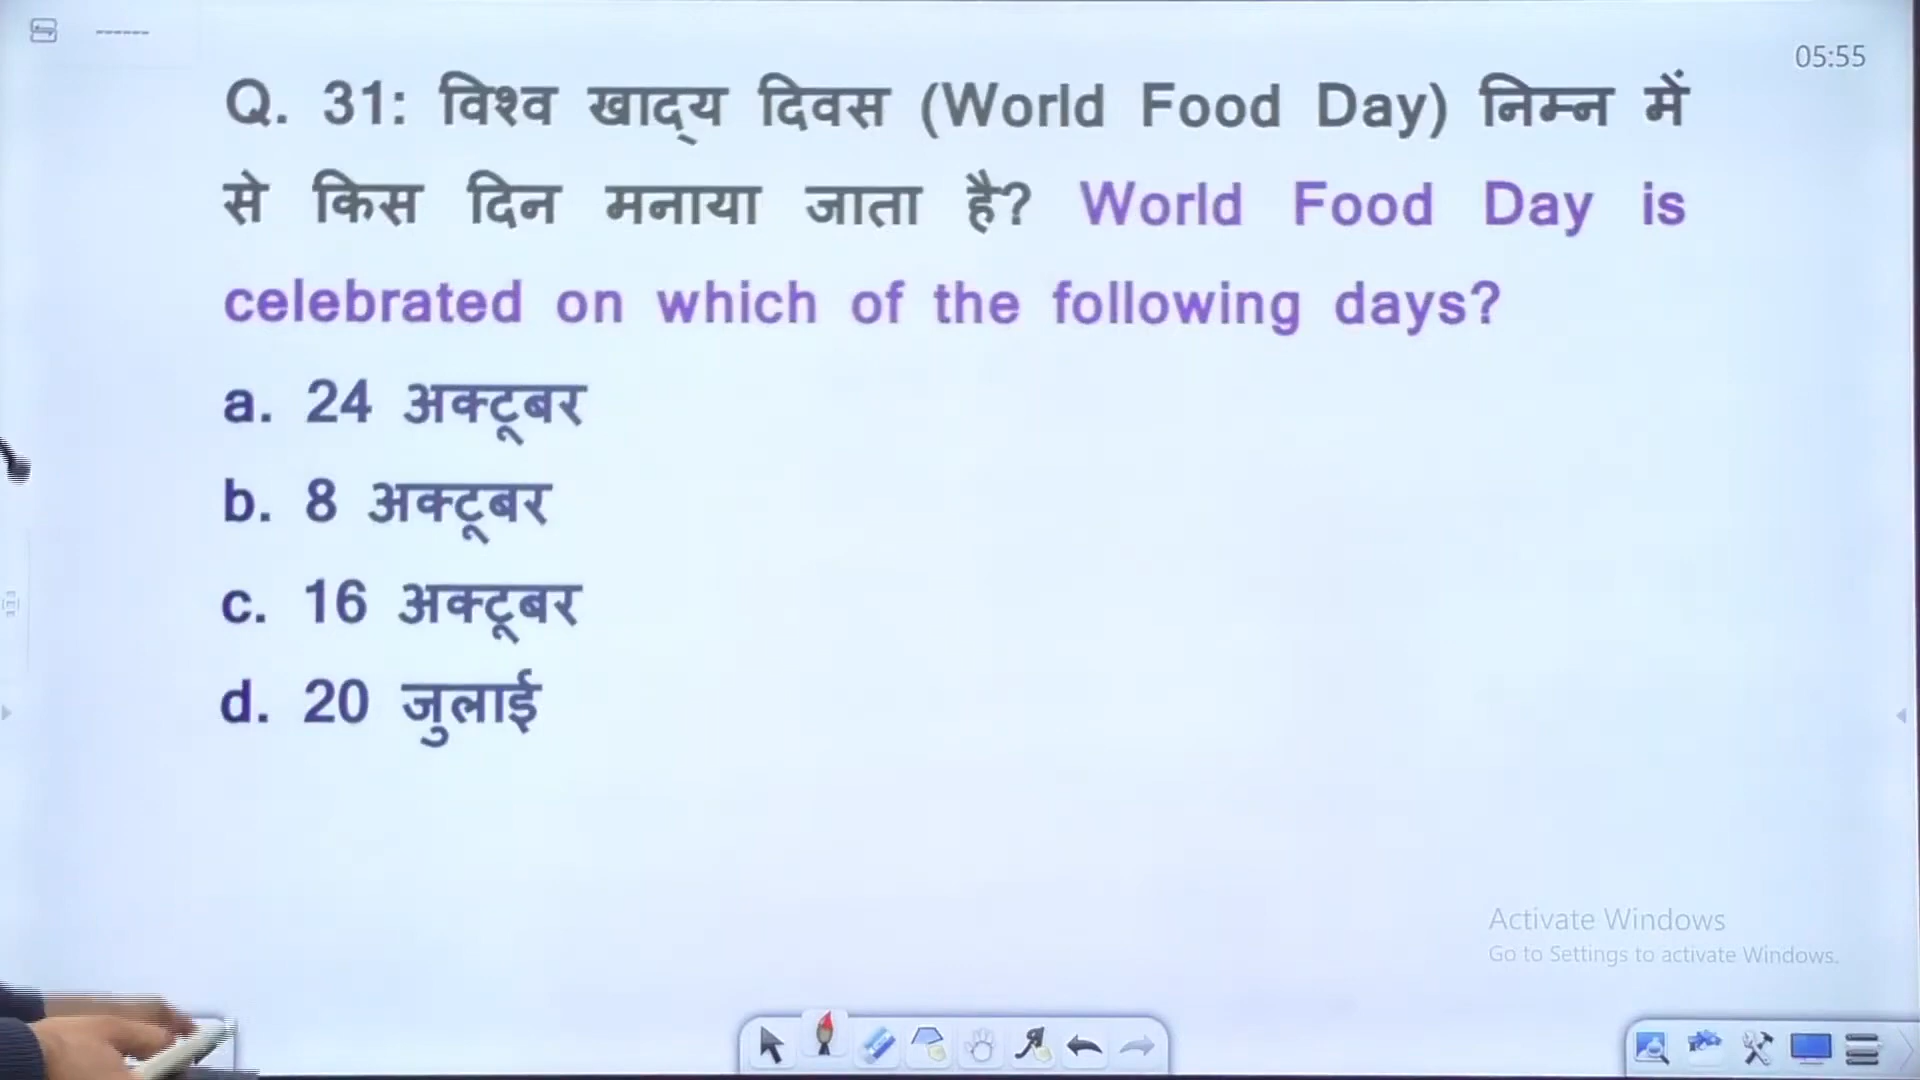 05:55
Q. 31: विश्व खाद्य दिवस (World Food Day) निम्न में
से किस दिन मनाया जाता है? World Food Day is
celebrated on which of the following days?
a. 24 अक्टूबर
b. 8 अक्टूबर
c. 16 अक्टूबर
d. 20 जुलाई
Activate Windows
Go to Settings to activate Windows.